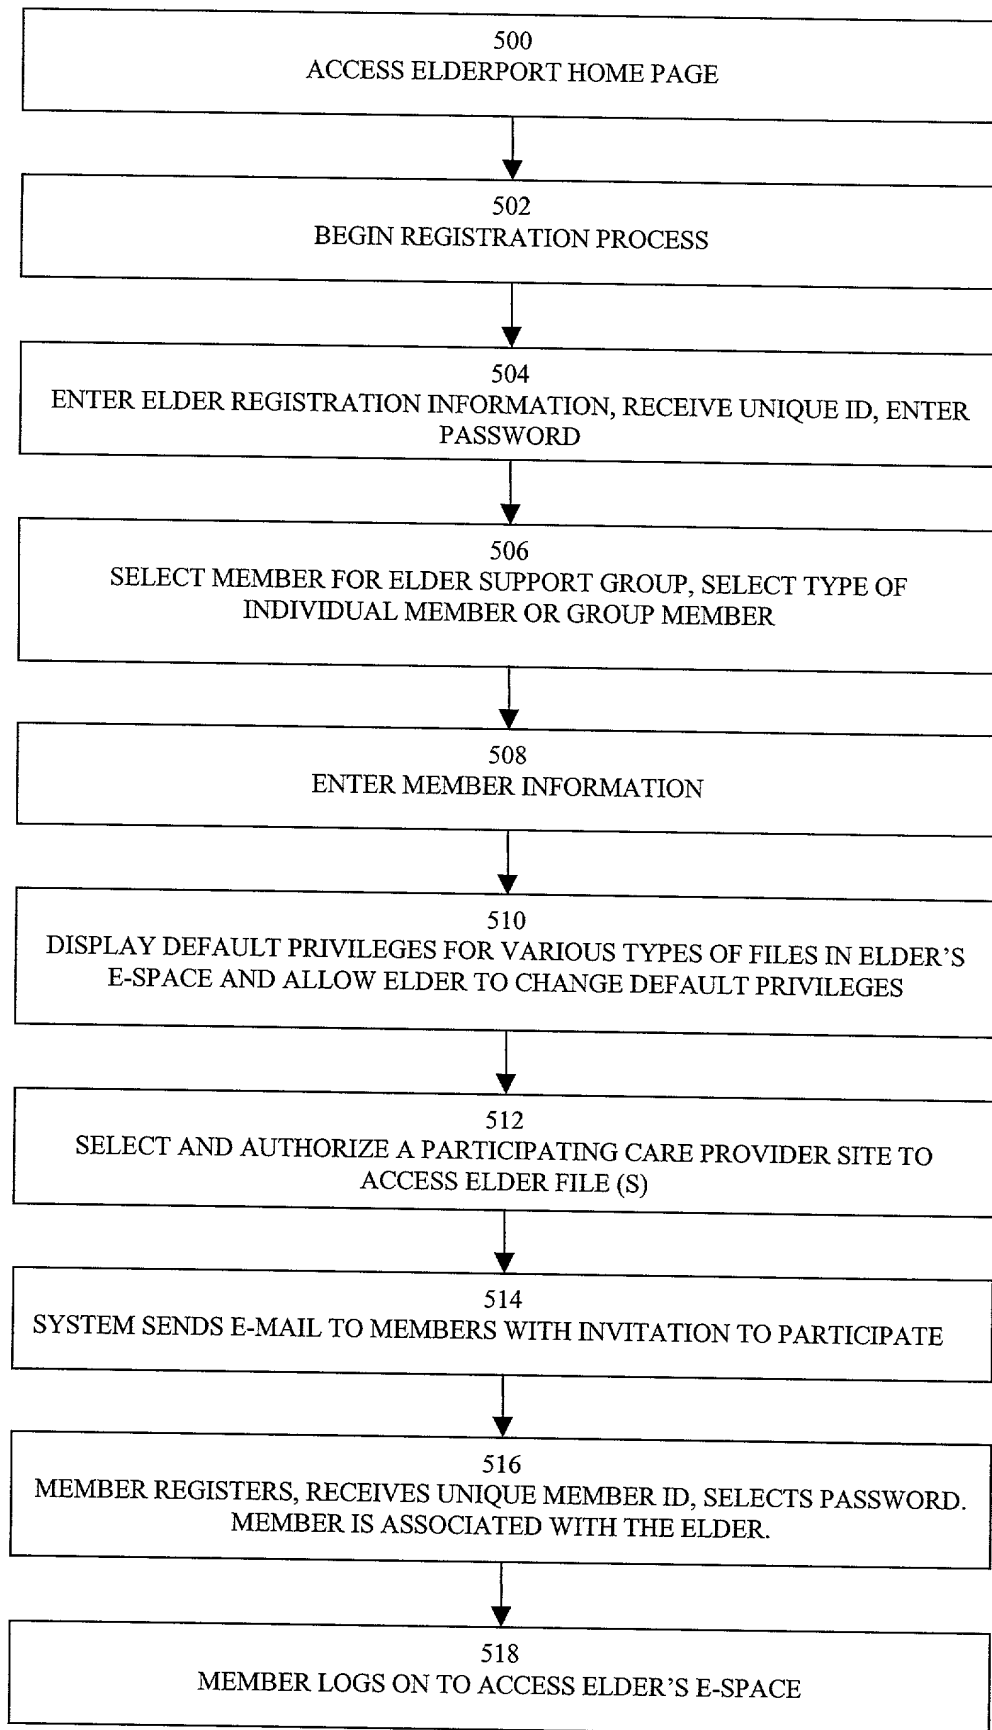 500
ACCESS ELDERPORT HOME PAGE
502
BEGIN REGISTRATION PROCESS
504
ENTER ELDER REGISTRATION INFORMATION, RECEIVE UNIQUE ID, ENTER
PASSWORD
506
SELECT MEMBER FOR ELDER SUPPORT GROUP, SELECT TYPE OF
INDIVIDUAL MEMBER OR GROUP MEMBER
508
ENTER MEMBER INFORMATION
510
DISPLAY DEFAULT PRIVILEGES FOR VARIOUS TYPES OF FILES IN ELDER'S
E-SPACE AND ALLOW ELDER TO CHANGE DEFAULT PRIVILEGES
512
SELECT AND AUTHORIZE A PARTICIPATING CARE PROVIDER SITE TO
ACCESS ELDER FILE (S)
514
SYSTEM SENDS E-MAIL TO MEMBERS WITH INVITATION TO PARTICIPATE
516
MEMBER REGISTERS, RECEIVES UNIQUE MEMBER ID, SELECTS PASSWORD.
MEMBER IS ASSOCIATED WITH THE ELDER.
518
MEMBER LOGS ON TO ACCESS ELDER'S E-SPACE